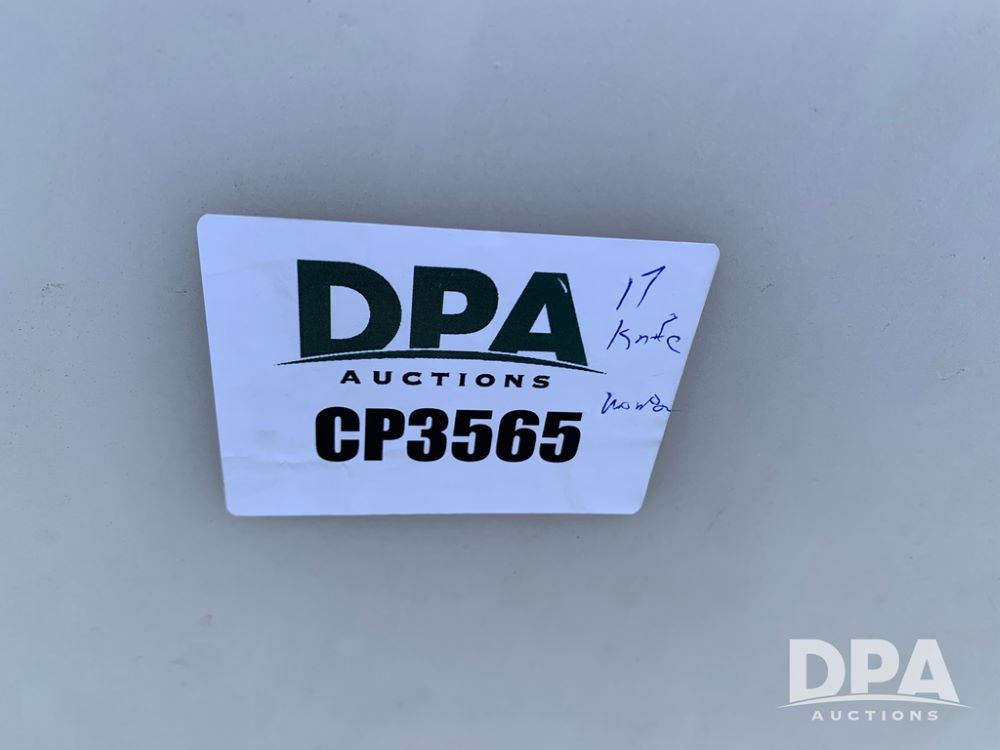 DPA
AUCTIONS
CP3565
17
Knife
DPA
AUCTIONS